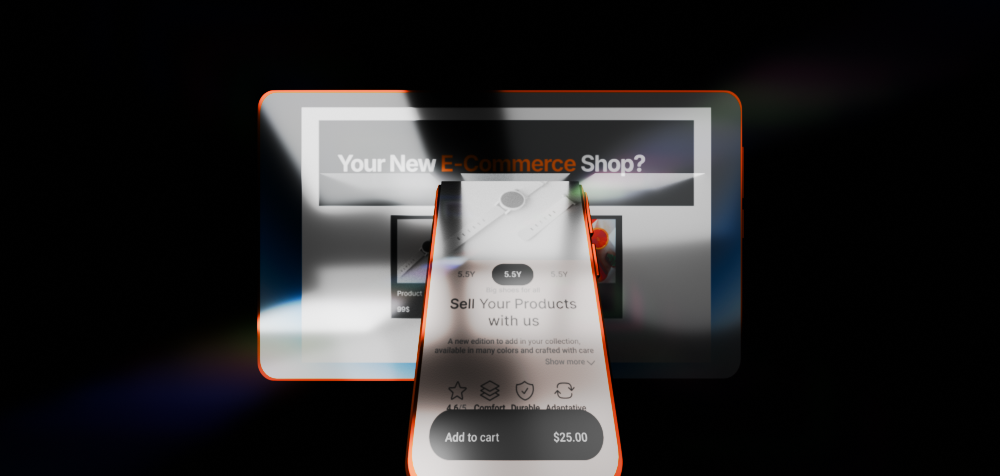 Your New E-Commerce Shop?
5.5Y 5.5Y 5.5Y
Product
99$
Sell Your Products
with us
A new edition to add in your collection,
available in many colors and crafted with care
Show more
4.6/5 Comfort Durable Adaptative
Add to cart $25.00